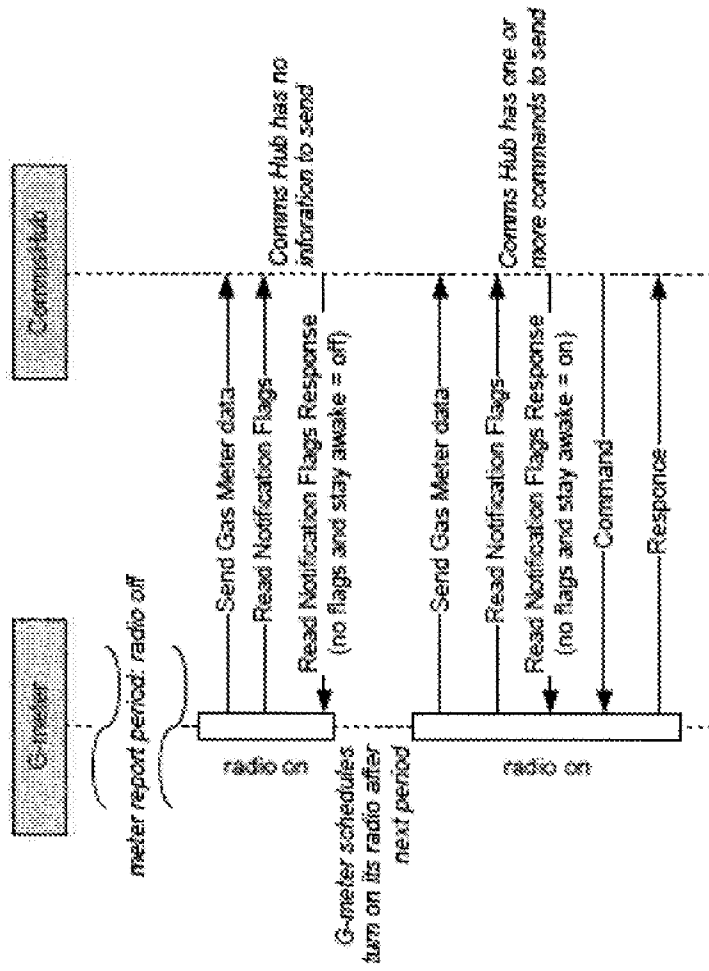 G-meter
CommsHub
meter report period: radio off
radio on
Send Gas Meter data
Read Notification Flags
Comms Hub has no
inforation to send
Read Notification Flags Response
(no flags and stay awake = off)
G-meter schedules
turn on its radio after
next period
radio on
Send Gas Meter data
Read Notification Flags
Comms Hub has one or
more commands to send
Read Notification Flags Response
(no flags and stay awake = on)
Command
Responce